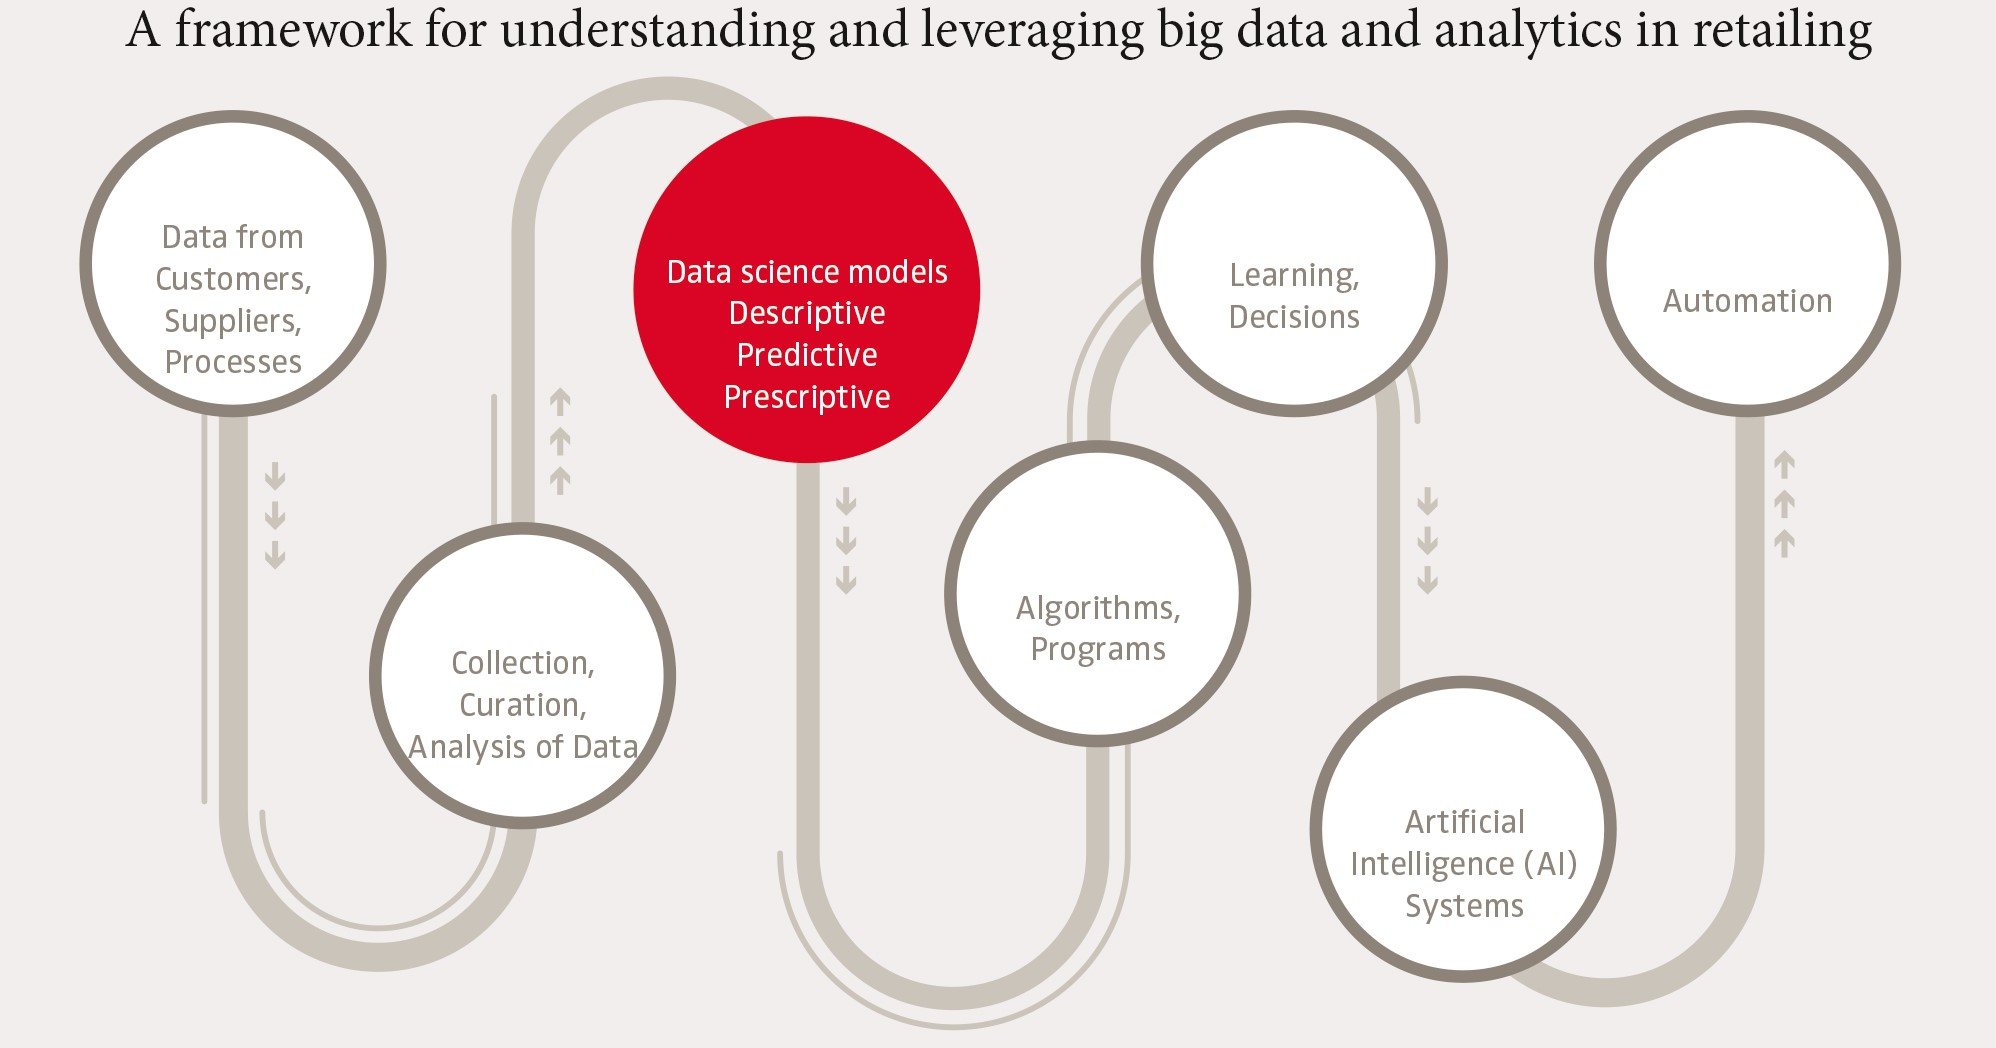 A framework for understanding and leveraging big data and analytics in retailing
Data from
Customers,
Suppliers,
Processes
Collection,
Curation,
Analysis of Data
Data science models
Descriptive
Predictive
Prescriptive
Algorithms,
Programs
Learning,
Decisions
Artificial
Intelligence (AI)
Systems
Automation